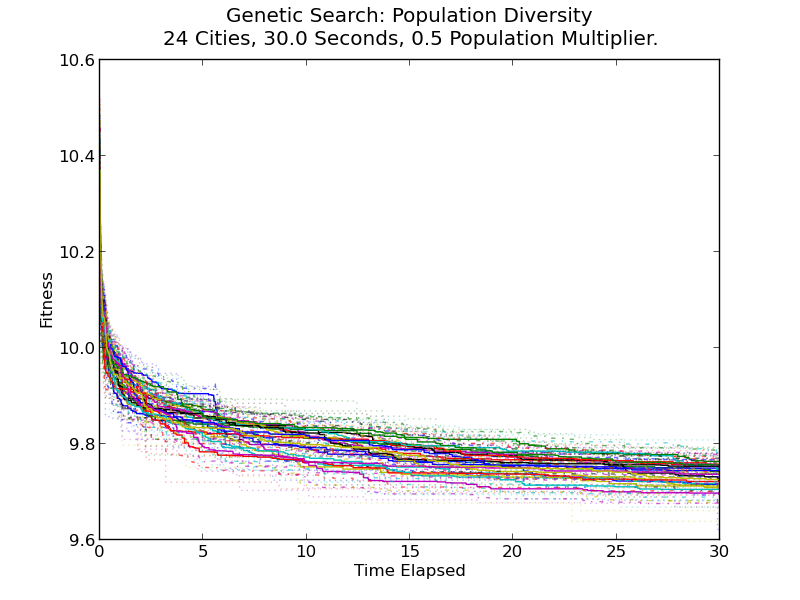 Genetic Search: Population Diversity
24 Cities, 30.0 Seconds, 0.5 Population Multiplier.
10.6
10.4
10.2
10.0
9.8
9.6
Fitness
0 5 10 15 20 25 30
Time Elapsed